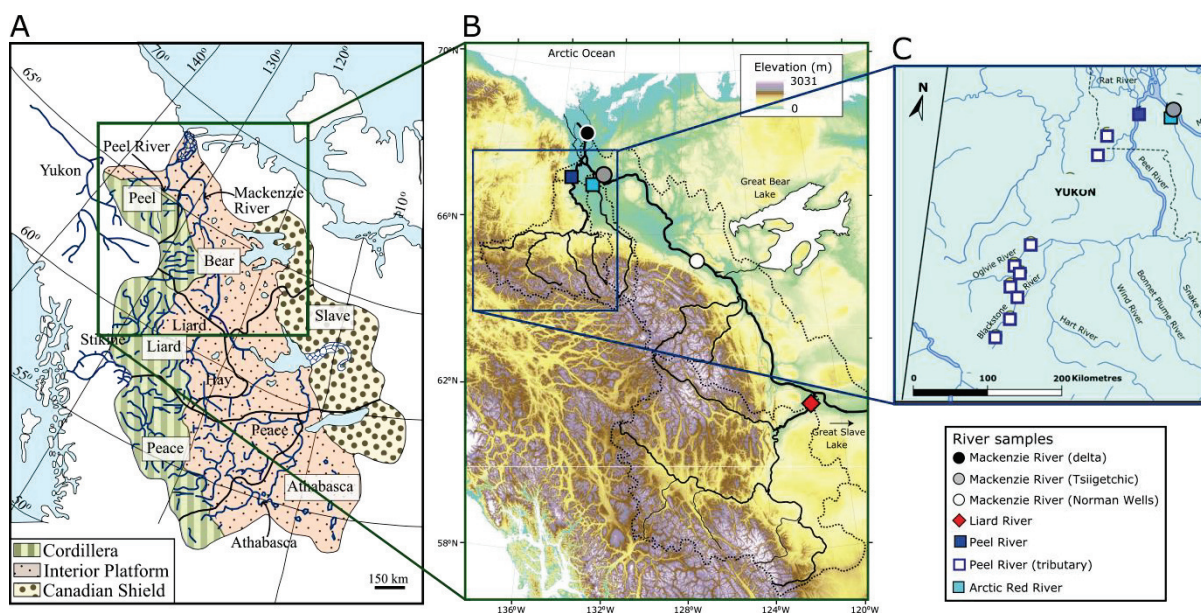 A
70°
140°
130°
120°
110°
65°
60°
55°
50°
Yukon
Peel River
Peel
Mackenzie
River
Bear
Slave
Liard
Liard
Stikine
Hay
Peace
Peace
Athabasca
Athabasca
Cordillera
Interior Platform
Canadian Shield
150 km
B
Arctic Ocean
70°N
66°N
62°N
58°N
Elevation (m)
3031
0
Great Bear
Lake
Great Slave
Lake
136°W
132°W
128°W
124°W
120°W
C
N
Rat River
Peel River
YUKON
Ogilvie River
Blackstone River
Hart River
Wind River
Bonnet Plume River
Snake
0
100
200 Kilometres
River samples
Mackenzie River (delta)
Mackenzie River (Tsiigetchic)
Mackenzie River (Norman Wells)
Liard River
Peel River
Peel River (tributary)
Arctic Red River